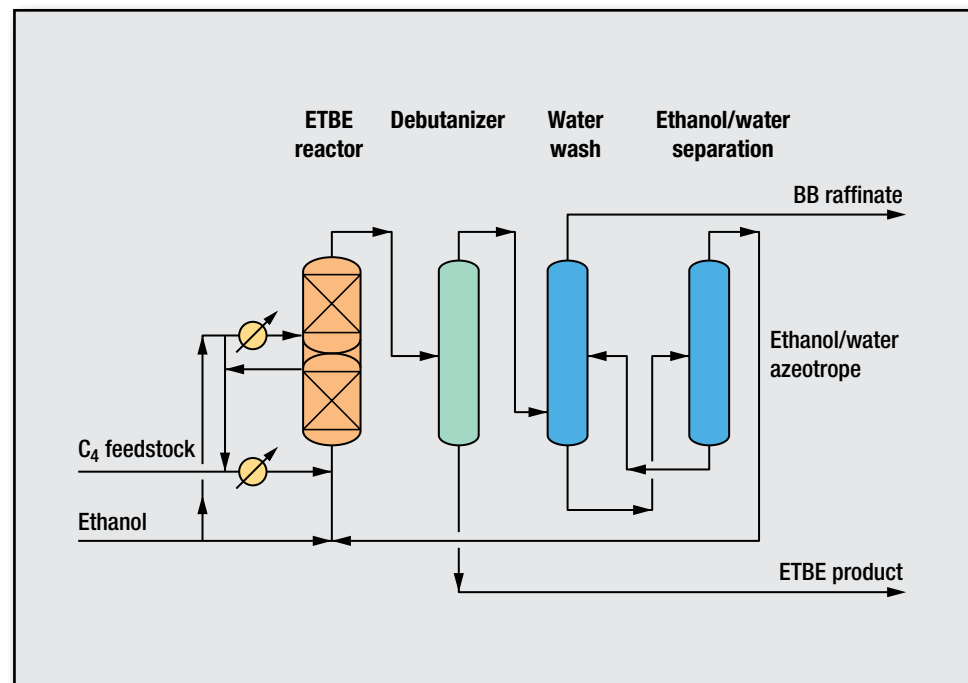 ETBE
reactor
Debutanizer
Water
wash
Ethanol/water
separation
BB raffinate
Ethanol/water
azeotrope
C₄ feedstock
Ethanol
ETBE product